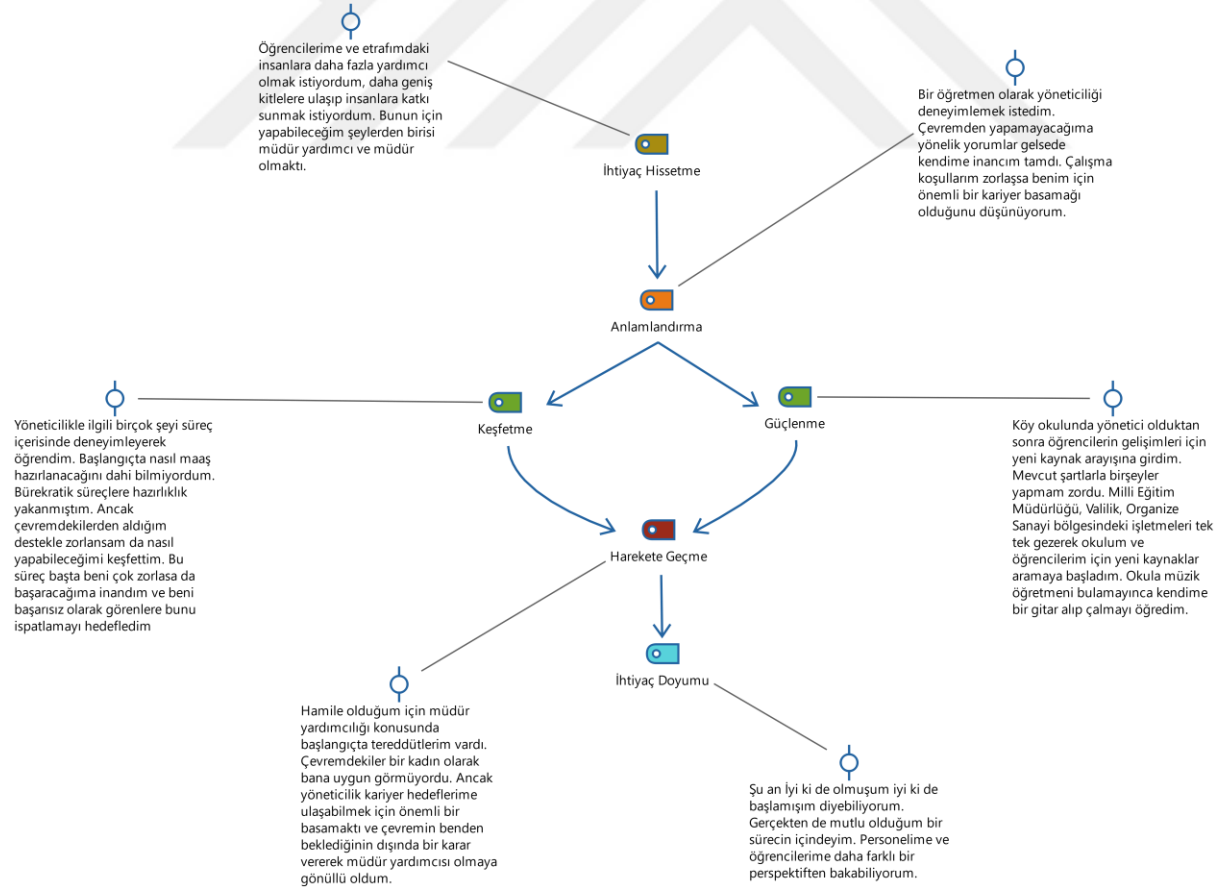 Öğrencilerime ve etrafımdaki
insanlara daha fazla yardımcı
olmak istiyordum, daha geniş
kitlelere ulaşıp insanlara katkı
sunmak istiyordum. Bunun için
yapabileceğim şeylerden birisi
müdür yardımcı ve müdür
olmaktı.
Bir öğretmen olarak yöneticiliği
deneyimlemek istedim.
Çevremden yapamayacağıma
yönelik yorumlar gelsede
kendime inancım tamdı. Çalışma
koşullarım zorlaşsa benim için
önemli bir kariyer basamağı
olduğunu düşünüyorum.
İhtiyaç Hissetme
Anlamlandırma
Keşfetme
Güçlenme
Yöneticilikle ilgili birçok şeyi süreç
içerisinde deneyimleyerek
öğrendim. Başlangıçta nasıl maaş
hazırlanacağını dahi bilmiyordum.
Bürekratik süreçlere hazırlıklık
yakanmıştım. Ancak
çevremdekilerden aldığım
destekle zorlansam da nasıl
yapabileceğimi keşfettim. Bu
süreç başta beni çok zorlasa da
başaracağıma inandım ve beni
başarısız olarak görenlere bunu
ispatlamayı hedefledim
Köy okulunda yönetici olduktan
sonra öğrencilerin gelişimleri için
yeni kaynak arayışına girdim.
Mevcut şartlarla birşeyler
yapmam zordu. Milli Eğitim
Müdürlüğü, Valilik, Organize
Sanayi bölgesindeki işletmeleri tek
tek gezerek okulum ve
öğrencilerim için yeni kaynaklar
aramaya başladım. Okula müzik
öğretmeni bulamayınca kendime
bir gitar alıp çalmayı öğredim.
Harekete Geçme
İhtiyaç Doyumu
Hamile olduğum için müdür
yardımcılığı konusunda
başlangıçta tereddütlerim vardı.
Çevremdekiler bir kadın olarak
bana uygun görmüyordu. Ancak
yöneticilik kariyer hedeflerime
ulaşabilmek için önemli bir
basamaktı ve çevremin benden
beklediğinin dışında bir karar
vererek müdür yardımcısı olmaya
gönüllü oldum.
Şu an İyi ki de olmuşum iyi ki de
başlamışım diyebiliyorum.
Gerçekten de mutlu olduğum bir
sürecin içindeyim. Personelime ve
öğrencilerime daha farklı bir
perspektiften bakabiliyorum.